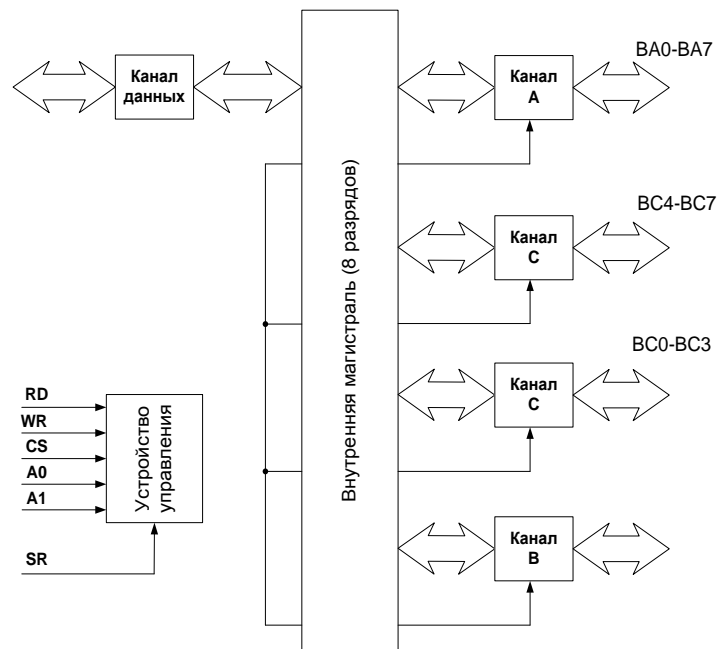 Канал
данных
Внутренняя магистраль (8 разрядов)
Канал
А
BA0-BA7
Канал
С
BC4-BC7
Канал
С
BC0-BC3
Канал
В
RD
WR
CS
A0
A1
SR
Устройство
управления